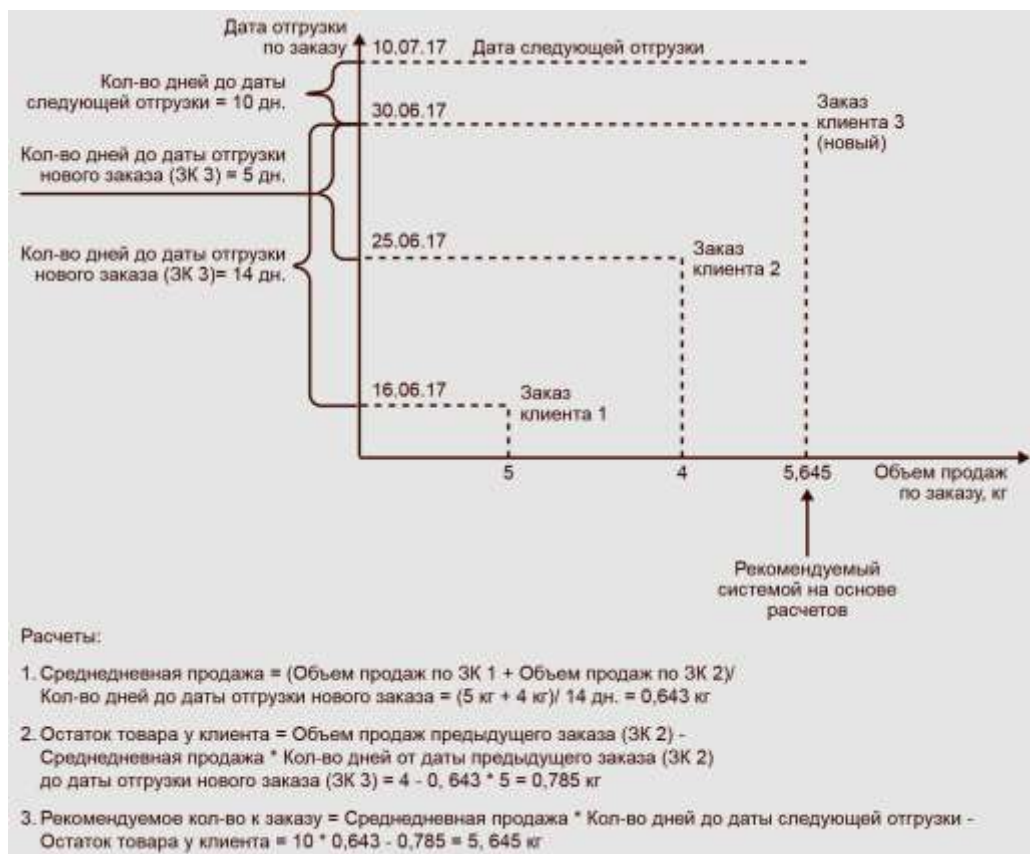 Дата отгрузки
по заказу
10.07.17 Дата следующей отгрузки
Кол-во дней до даты
следующей отгрузки = 10 дн.
30.06.17
Заказ
клиента 3
(новый)
Кол-во дней до даты отгрузки
нового заказа (ЗК 3) = 5 дн.
25.06.17
Заказ
клиента 2
Кол-во дней до даты отгрузки
нового заказа (ЗК 3)= 14 дн.
16.06.17
Заказ
клиента 1
5 4 5,645
Объем продаж
по заказу, кг
Рекомендуемый
системой на основе
расчетов
Расчеты:
1. Среднедневная продажа = (Объем продаж по ЗК 1 + Объем продаж по ЗК 2)/
Кол-во дней до даты отгрузки нового заказа = (5 кг + 4 кг)/ 14 дн. = 0,643 кг
2. Остаток товара у клиента = Объем продаж предыдущего заказа (ЗК 2) -
Среднедневная продажа * Кол-во дней от даты предыдущего заказа (ЗК 2)
до даты отгрузки нового заказа (ЗК 3) = 4 - 0, 643 * 5 = 0,785 кг
3. Рекомендуемое кол-во к заказу = Среднедневная продажа * Кол-во дней до даты следующей отгрузки -
Остаток товара у клиента = 10 * 0,643 - 0,785 = 5, 645 кг